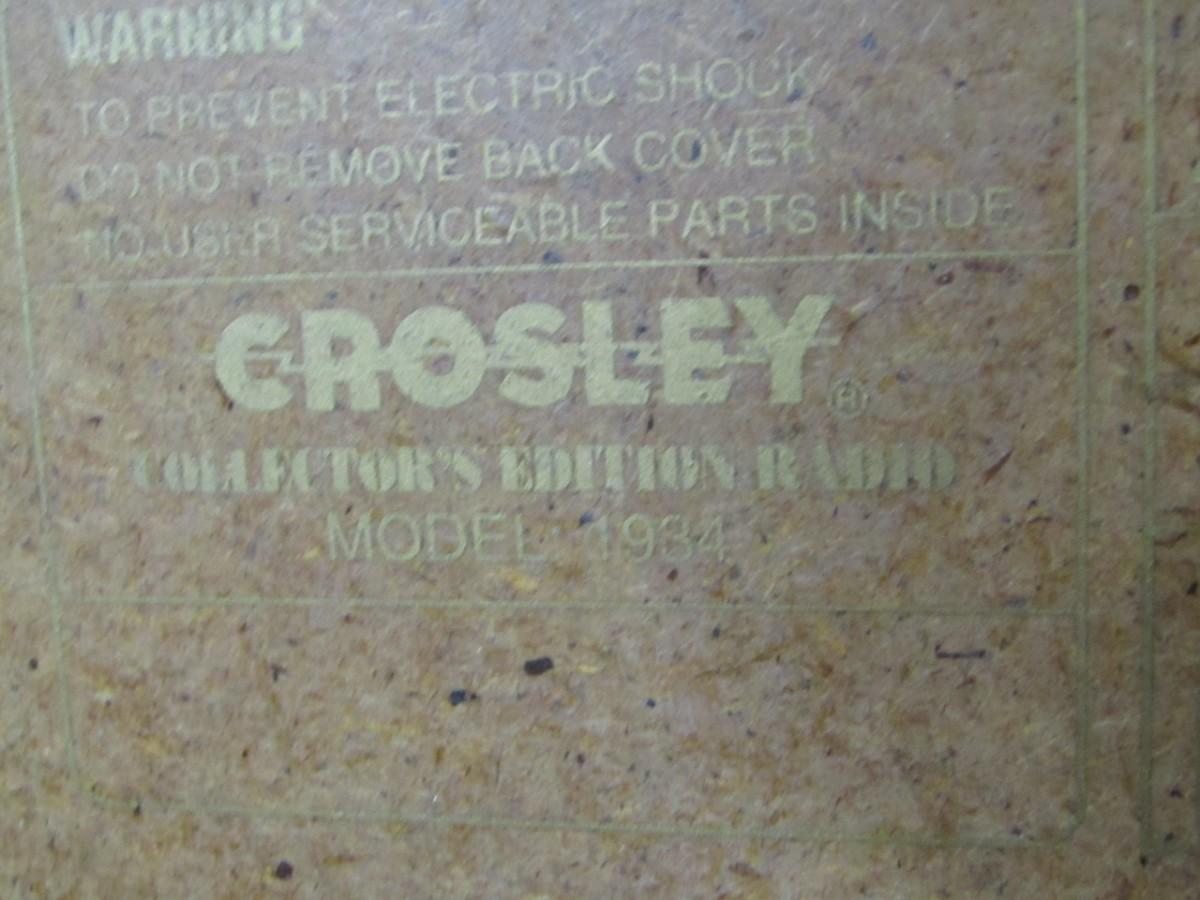 WARNING
TO PREVENT ELECTRIC SHOCK
DO NOT REMOVE BACK COVER
NO USER SERVICEABLE PARTS INSIDE
CROSLEY ®
COLLECTOR'S EDITION RADIO
MODEL: 1934